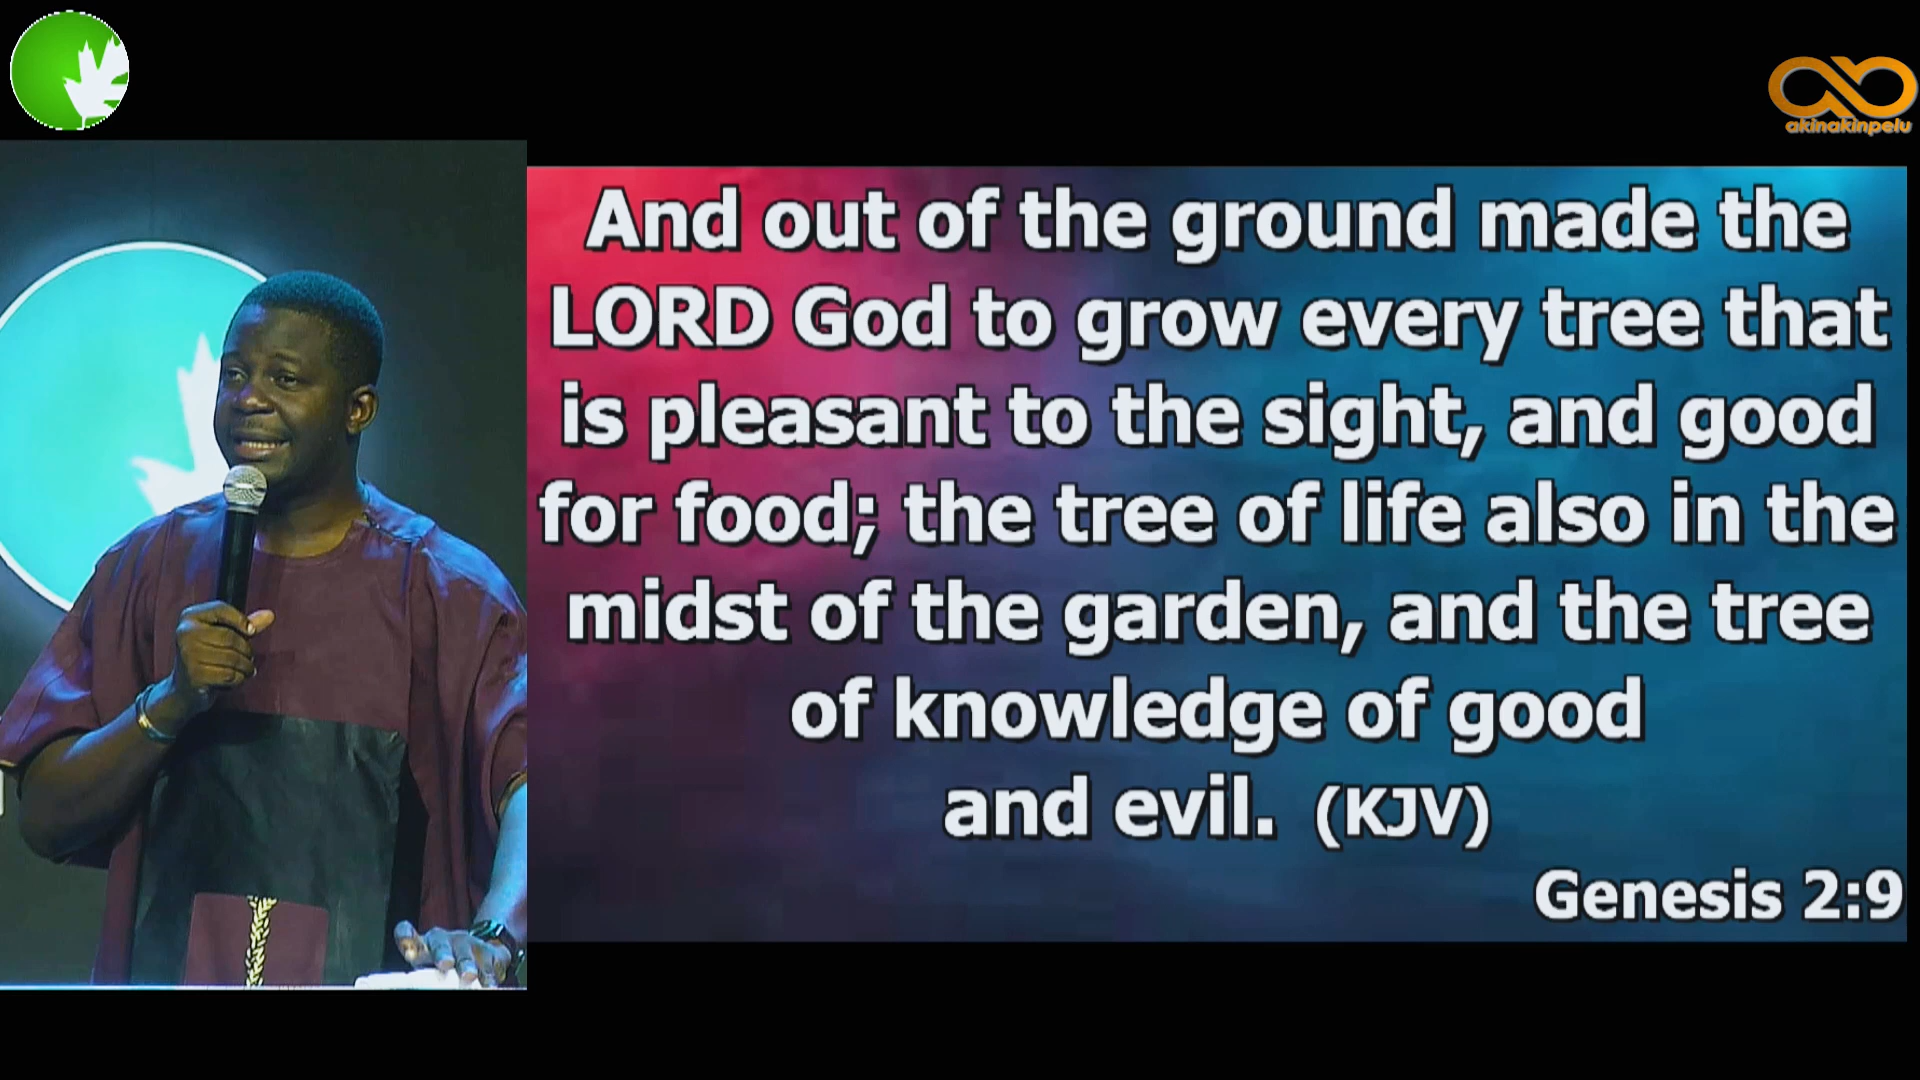 akinakinpelu
And out of the ground made the
LORD God to grow every tree that
is pleasant to the sight, and good
for food; the tree of life also in the
midst of the garden, and the tree
of knowledge of good
and evil. (KJV)
Genesis 2:9